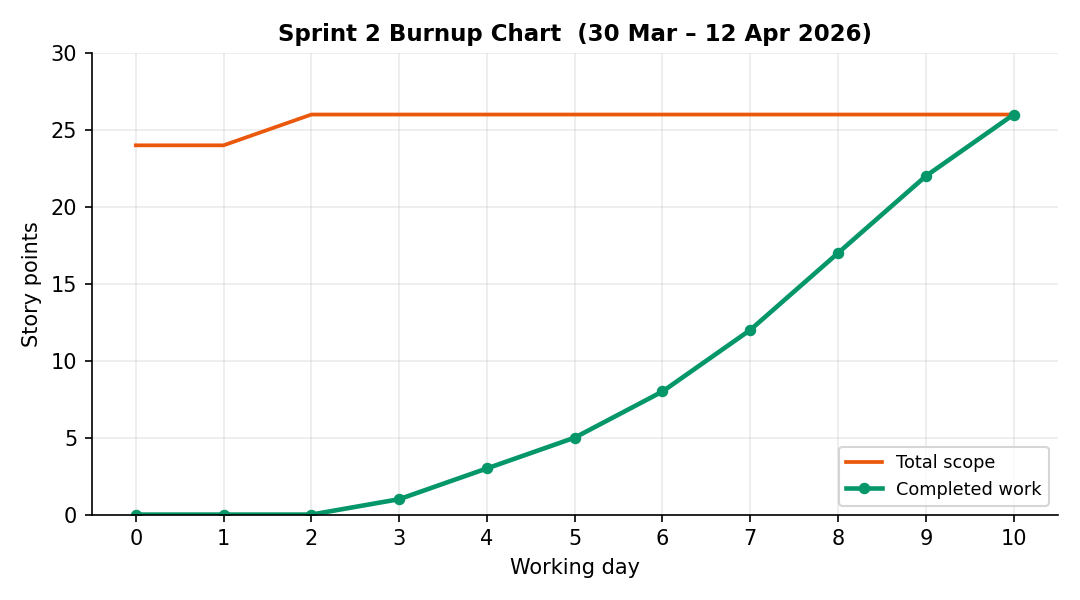 Sprint 2 Burnup Chart  (30 Mar – 12 Apr 2026)
30
25
20
15
10
5
0
Story points
Total scope
Completed work
0 1 2 3 4 5 6 7 8 9 10
Working day